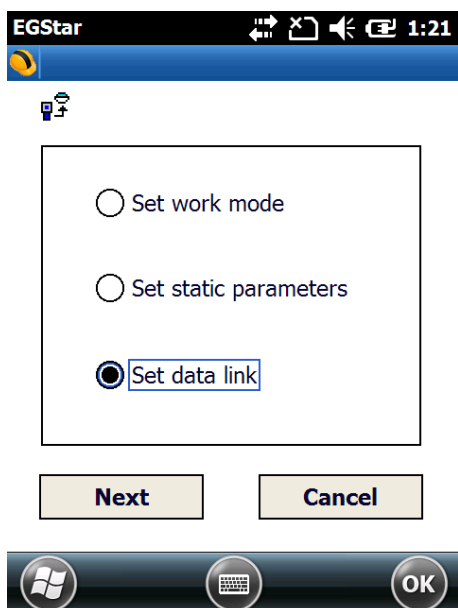 EGStar 1:21
Set work mode
Set static parameters
Set data link
Next Cancel
OK